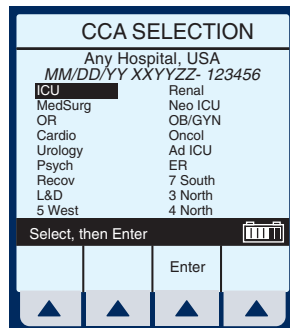 CCA SELECTION
Any Hospital, USA
MM/DD/YY XXYYZZ- 123456
ICU Renal
MedSurg Neo ICU
OR OB/GYN
Cardio Oncol
Urology Ad ICU
Psych ER
Recov 7 South
L&D 3 North
5 West 4 North
Select, then Enter
Enter